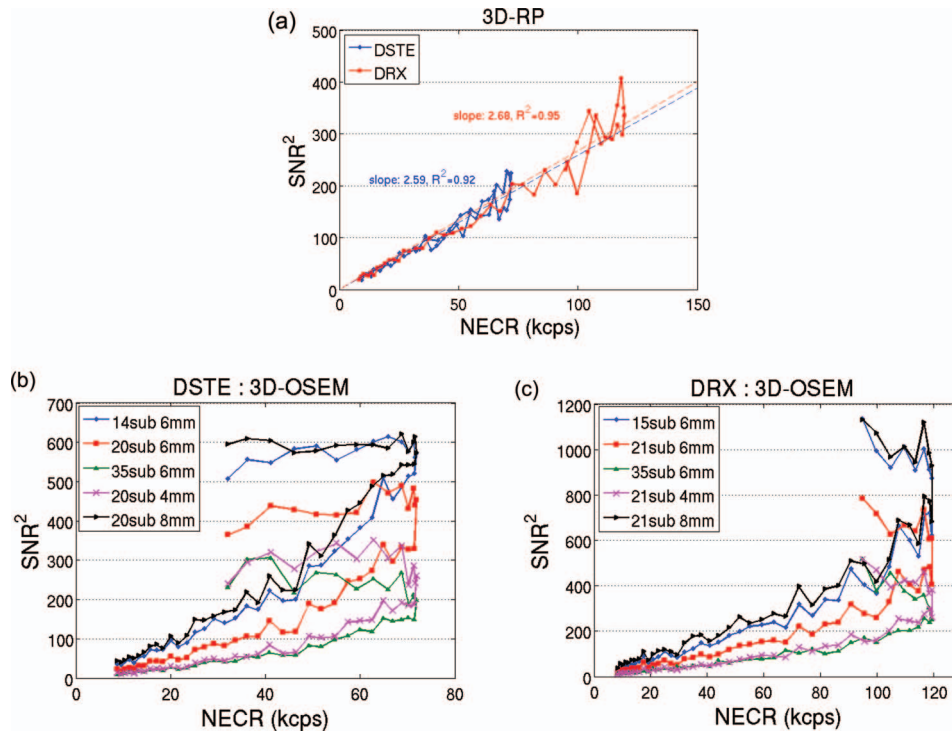 (a)
3D-RP
500
400
300
200
100
0
SNR²
DSTE
DRX
slope: 2.68, R²=0.95
slope: 2.59, R²=0.92
0
50
100
150
NECR (kcps)
(b)
DSTE : 3D-OSEM
700
600
500
400
300
200
100
0
SNR²
14sub 6mm
20sub 6mm
35sub 6mm
20sub 4mm
20sub 8mm
0
20
40
60
80
NECR (kcps)
(c)
DRX : 3D-OSEM
1200
1000
800
600
400
200
0
SNR²
15sub 6mm
21sub 6mm
35sub 6mm
21sub 4mm
21sub 8mm
0
20
40
60
80
100
120
NECR (kcps)